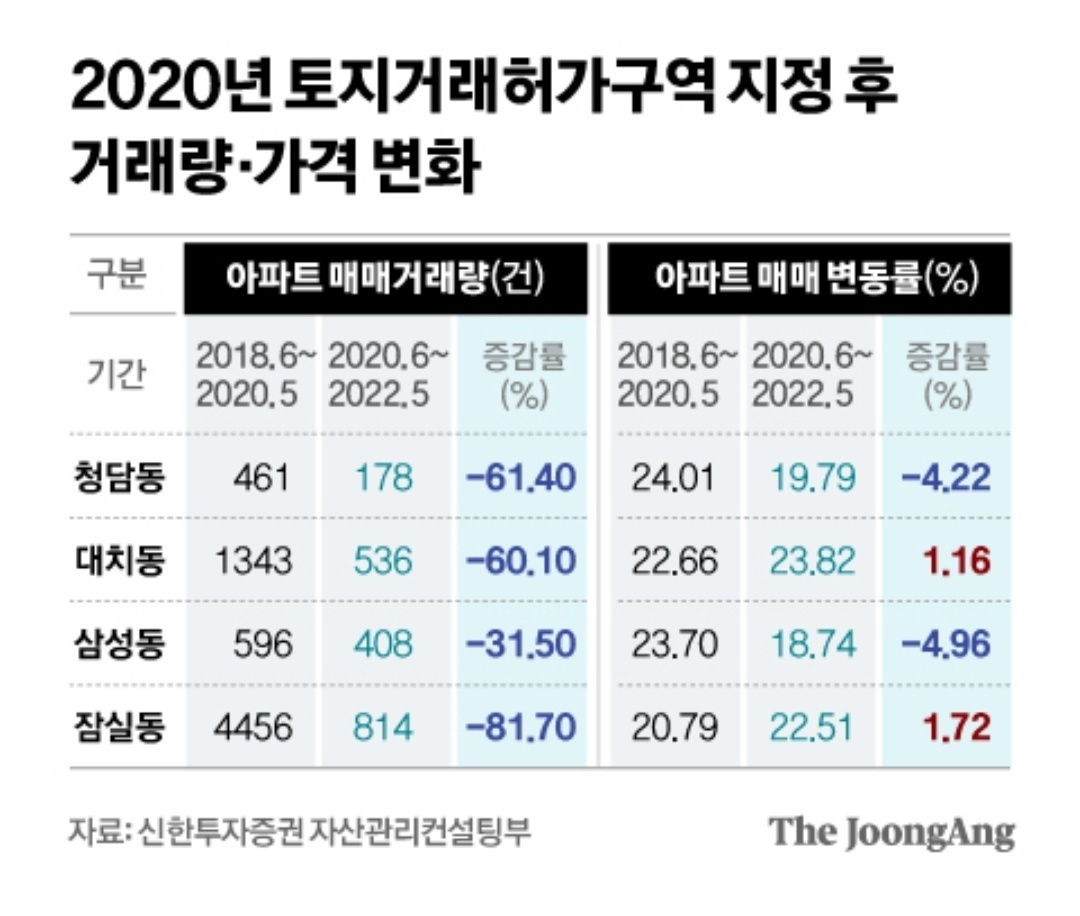 2020년 토지거래허가구역 지정 후
거래량·가격 변화
구분 아파트 매매거래량(건) 아파트 매매 변동률(%)
기간 2018.6~ 2020.6~ 증감률 2018.6~ 2020.6~ 증감률
2020.5 2022.5 (%) 2020.5 2022.5 (%)
청담동 461 178 -61.40 24.01 19.79 -4.22
대치동 1343 536 -60.10 22.66 23.82 1.16
삼성동 596 408 -31.50 23.70 18.74 -4.96
잠실동 4456 814 -81.70 20.79 22.51 1.72
자료: 신한투자증권 자산관리컨설팅부 The JoongAng